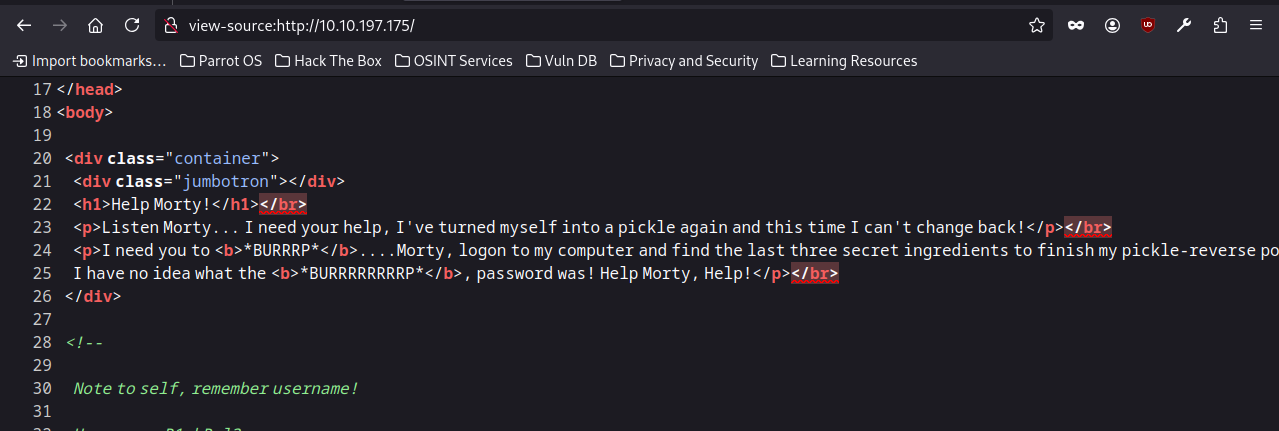 view-source:http://10.10.197.175/
Import bookmarks… Parrot OS Hack The Box OSINT Services Vuln DB Privacy and Security Learning Resources
17 </head>
18 <body>
19
20 <div class="container">
21 <div class="jumbotron"></div>
22 <h1>Help Morty!</h1></br>
23 <p>Listen Morty... I need your help, I've turned myself into a pickle again and this time I can't change back!</p></br>
24 <p>I need you to <b>*BURRRP*</b>....Morty, logon to my computer and find the last three secret ingredients to finish my pickle-reverse po
25 I have no idea what the <b>*BURRRRRRRRP*</b>, password was! Help Morty, Help!</p></br>
26 </div>
27
28 <!--
29
30 Note to self, remember username!
31